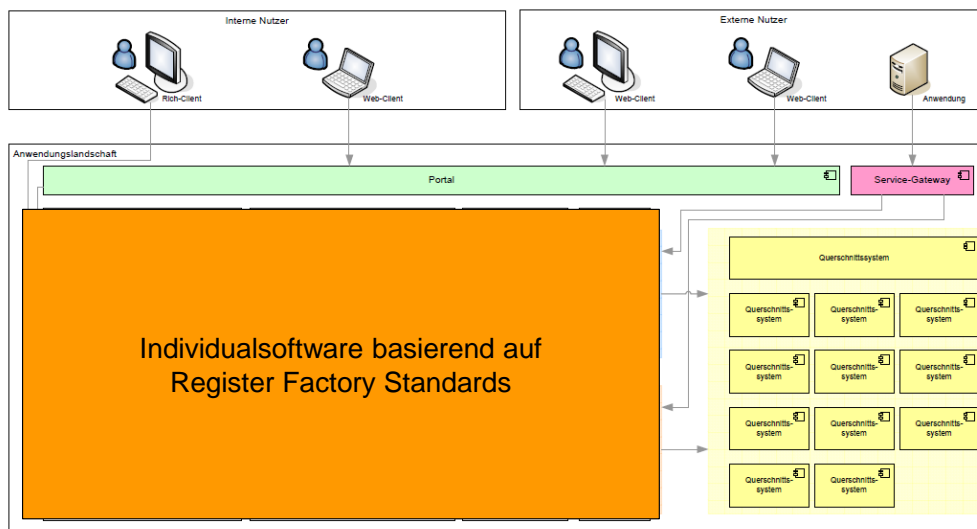 Interne Nutzer
Externe Nutzer
Rich-Client
Web-Client
Web-Client
Web-Client
Anwendung
Anwendungslandschaft
Portal
Service-Gateway
Individualsoftware basierend auf
Register Factory Standards
Querschnittssystem
Querschnitts-
system
Querschnitts-
system
Querschnitts-
system
Querschnitts-
system
Querschnitts-
system
Querschnitts-
system
Querschnitts-
system
Querschnitts-
system
Querschnitts-
system
Querschnitts-
system
Querschnitts-
system